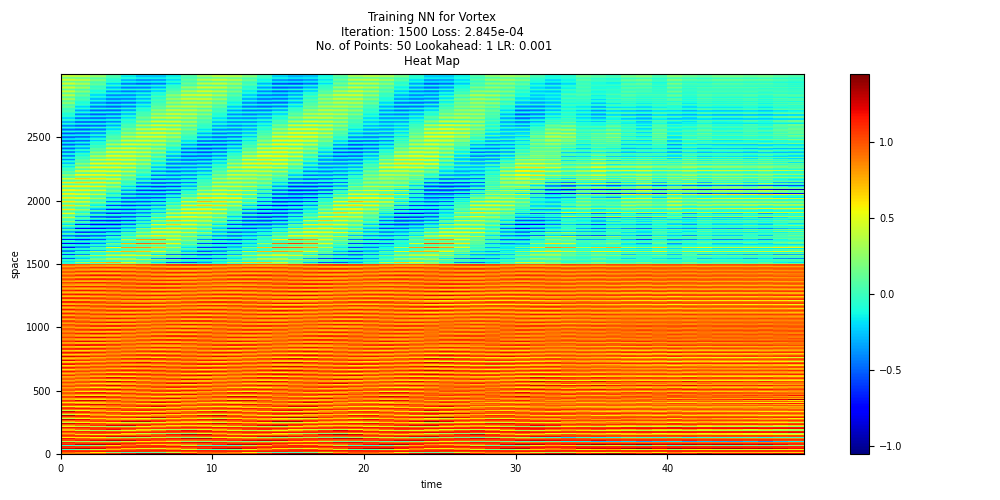 Training NN for Vortex
Iteration: 1500 Loss: 2.845e-04
No. of Points: 50 Lookahead: 1 LR: 0.001
Heat Map
2500
2000
1500
1000
500
0
space
0 10 20 30 40
time
1.0
0.5
0.0
−0.5
−1.0